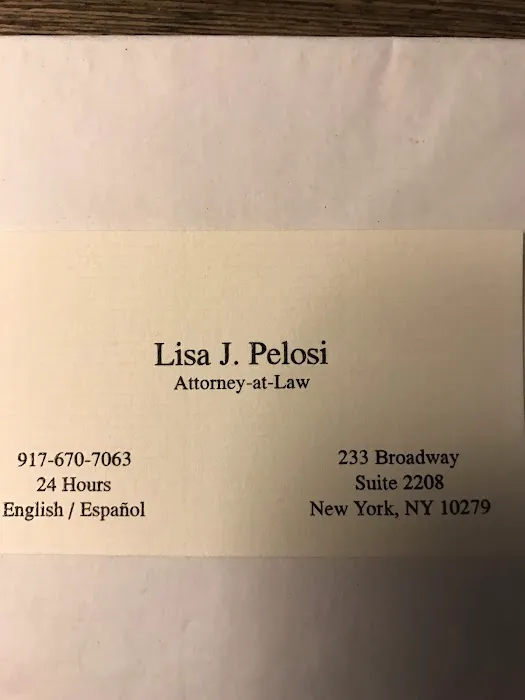 Lisa J. Pelosi
Attorney-at-Law
917-670-7063
24 Hours
English / Español
233 Broadway
Suite 2208
New York, NY 10279